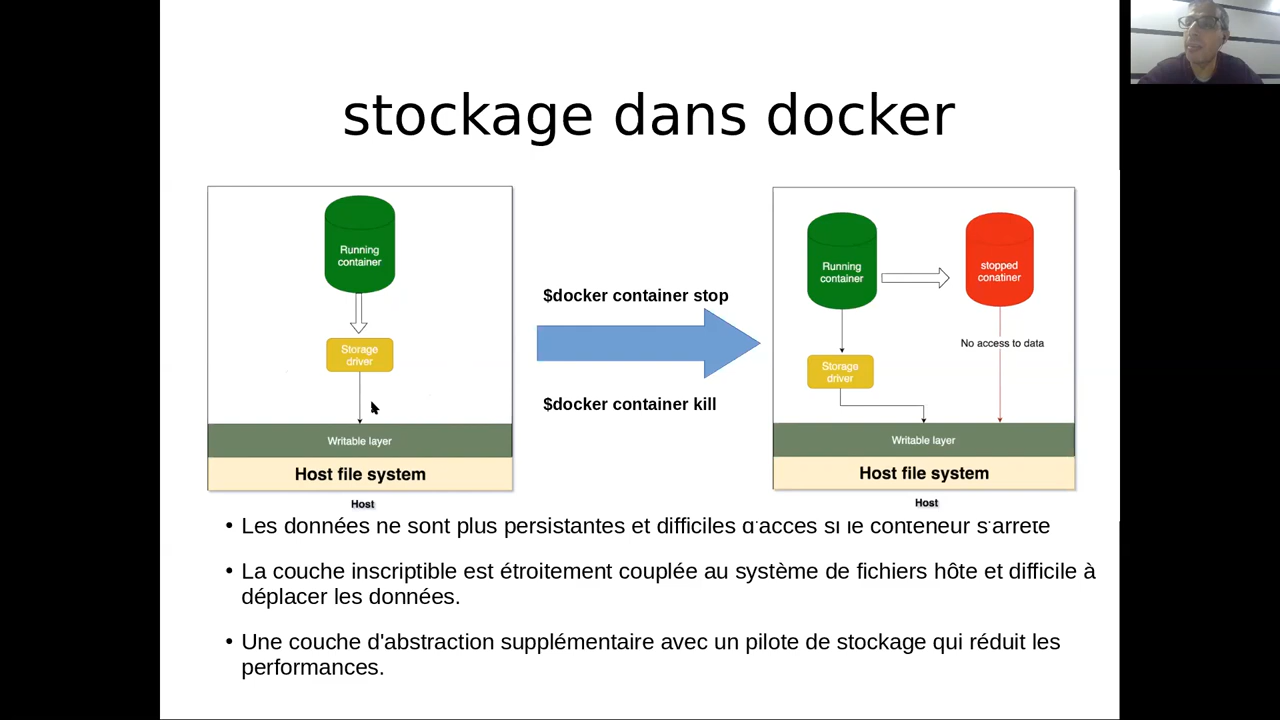 stockage dans docker
Running
container
Storage
driver
Writable layer
Host file system
Host
$docker container stop
$docker container kill
Running
container
stopped
conatiner
No access to data
Storage
driver
Writable layer
Host file system
Host
• Les données ne sont plus persistantes et difficiles d'accès si le conteneur s'arrête
• La couche inscriptible est étroitement couplée au système de fichiers hôte et difficile à
déplacer les données.
• Une couche d'abstraction supplémentaire avec un pilote de stockage qui réduit les
performances.